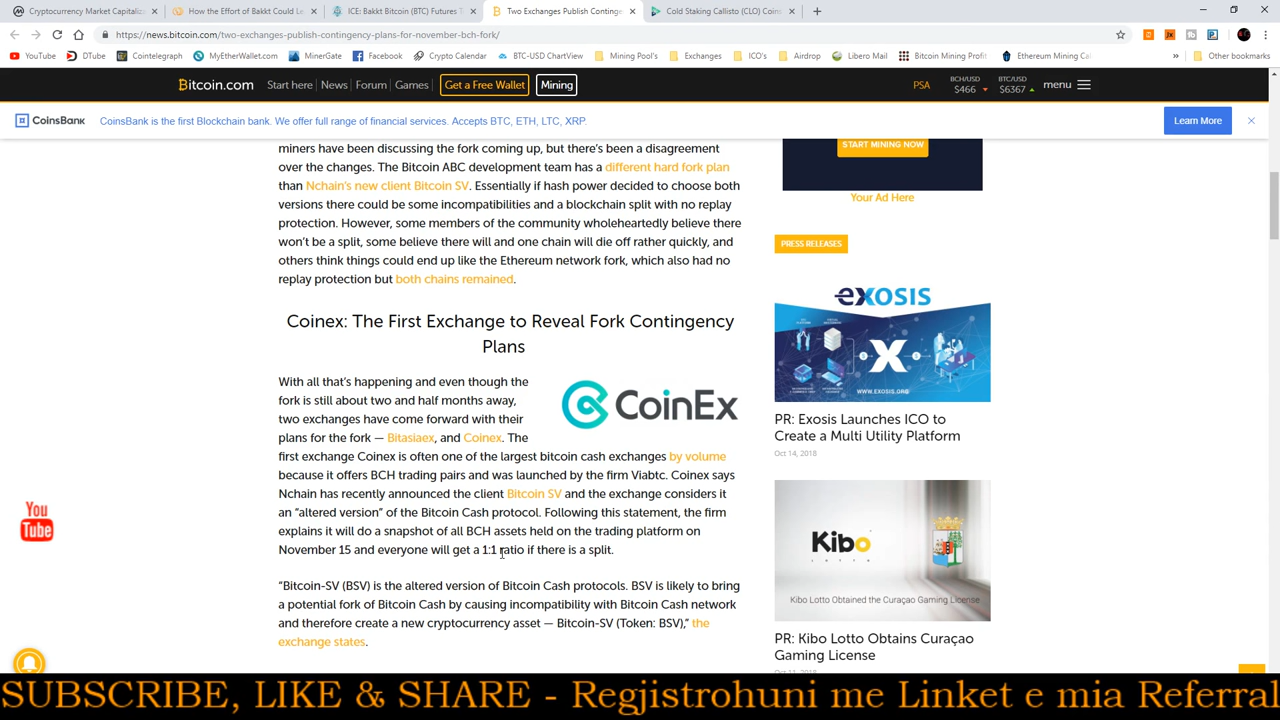 Cryptocurrency Market Capitaliz
How the Effort of Bakkt Could Le
ICE: Bakkt Bitcoin (BTC) Futures T
Two Exchanges Publish Continge
Cold Staking Callisto (CLO) Coin
https://news.bitcoin.com/two-exchanges-publish-contingency-plans-for-november-bch-fork/
YouTube
DTube
Cointelegraph
MyEtherWallet.com
MinerGate
Facebook
Crypto Calendar
BTC-USD ChartView
Mining Pool's
Exchanges
ICO's
Airdrop
Libero Mail
Bitcoin Mining Profit
Ethereum Mining Cal
Other bookmarks
Bitcoin.com
Start here
News
Forum
Games
Get a Free Wallet
Mining
PSA
BCH/USD
$466
BTC/USD
$6367
menu
COINSBANK
CoinsBank is the first Blockchain bank. We offer full range of financial services. Accepts BTC, ETH, LTC, XRP.
Learn More
miners have been discussing the fork coming up, but there's been a disagreement
over the changes. The Bitcoin ABC development team has a different hard fork plan
than Nchain's new client Bitcoin SV. Essentially if hash power decided to choose both
versions there could be some incompatibilities and a blockchain split with no replay
protection. However, some members of the community wholeheartedly believe there
won't be a split, some believe there will and one chain will die off rather quickly, and
others think things could end up like the Ethereum network fork, which also had no
replay protection but both chains remained.
Coinex: The First Exchange to Reveal Fork Contingency
Plans
With all that's happening and even though the
fork is still about two and half months away,
two exchanges have come forward with their
plans for the fork — Bitasiaex, and Coinex. The
first exchange Coinex is often one of the largest bitcoin cash exchanges by volume
because it offers BCH trading pairs and was launched by the firm Viabtc. Coinex says
Nchain has recently announced the client Bitcoin SV and the exchange considers it
an “altered version” of the Bitcoin Cash protocol. Following this statement, the firm
explains it will do a snapshot of all BCH assets held on the trading platform on
November 15 and everyone will get a 1:1 ratio if there is a split.
“Bitcoin-SV (BSV) is the altered version of Bitcoin Cash protocols. BSV is likely to bring
a potential fork of Bitcoin Cash by causing incompatibility with Bitcoin Cash network
and therefore create a new cryptocurrency asset — Bitcoin-SV (Token: BSV),” the
exchange states.
CoinEx
START MINING NOW
Your Ad Here
PRESS RELEASES
exosis
WWW.EXOSIS.ORG
PR: Exosis Launches ICO to
Create a Multi Utility Platform
Oct 14, 2018
Kibo
LOTTO
Kibo Lotto Obtained the Curaçao Gaming License
PR: Kibo Lotto Obtains Curaçao
Gaming License
You
Tube
SUBSCRIBE, LIKE & SHARE - Regjistrohuni me Linket e mia Referral